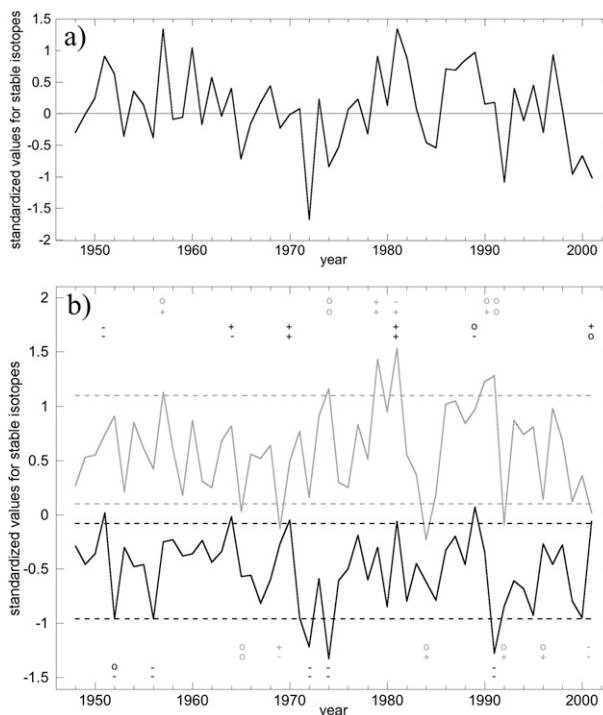 a)
standardized values for stable isotopes
1.5
1
0.5
0
-0.5
-1
-1.5
-2
1950 1960 1970 1980 1990 2000
year
b)
standardized values for stable isotopes
2
1.5
1
0.5
0
-0.5
-1
-1.5
o o + - o o
+ o + + + o
- + + + o +
- - + + - o
o + o o o -
o - + + + -
o - - - -
- - - - -
1950 1960 1970 1980 1990 2000
year